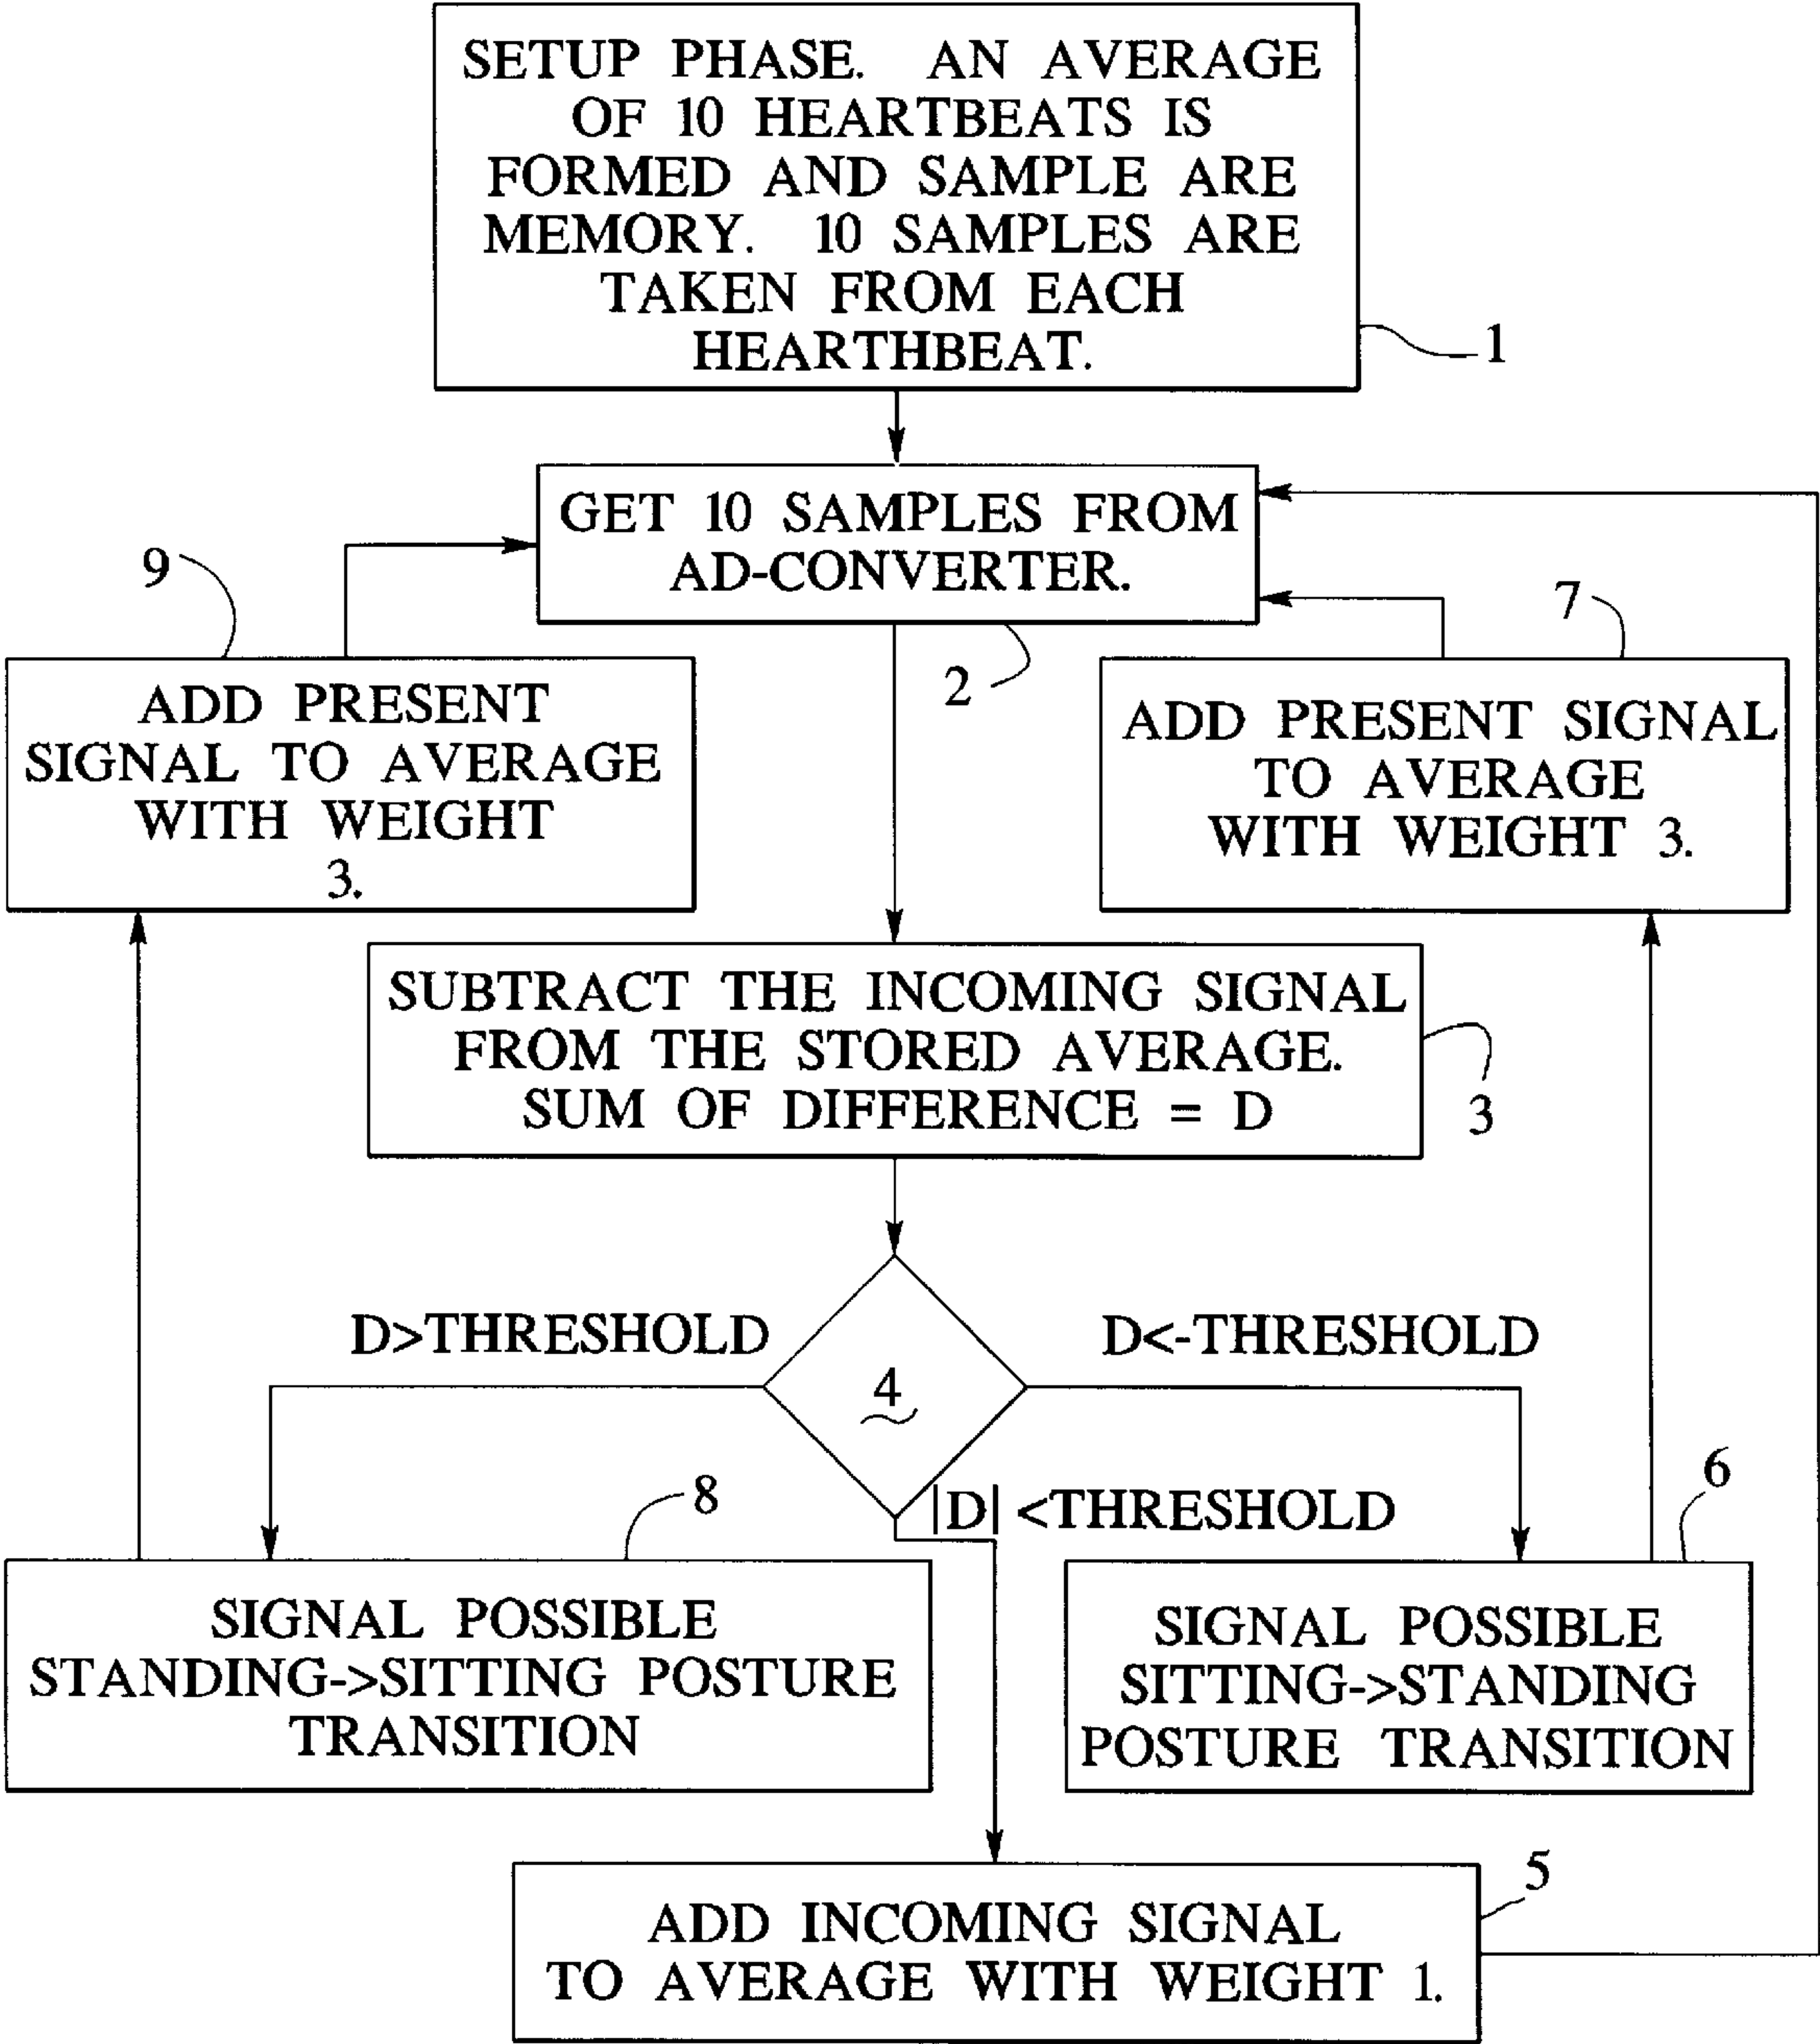 SETUP PHASE. AN AVERAGE
OF 10 HEARTBEATS IS
FORMED AND SAMPLE ARE
MEMORY. 10 SAMPLES ARE
TAKEN FROM EACH
HEARTHBEAT.
1
GET 10 SAMPLES FROM
AD-CONVERTER.
2
9
ADD PRESENT
SIGNAL TO AVERAGE
WITH WEIGHT
3.
7
ADD PRESENT SIGNAL
TO AVERAGE
WITH WEIGHT 3.
SUBTRACT THE INCOMING SIGNAL
FROM THE STORED AVERAGE.
SUM OF DIFFERENCE = D
3
D>THRESHOLD
4
D<-THRESHOLD
|D| <THRESHOLD
8
SIGNAL POSSIBLE
STANDING->SITTING POSTURE
TRANSITION
6
SIGNAL POSSIBLE
SITTING->STANDING
POSTURE TRANSITION
5
ADD INCOMING SIGNAL
TO AVERAGE WITH WEIGHT 1.